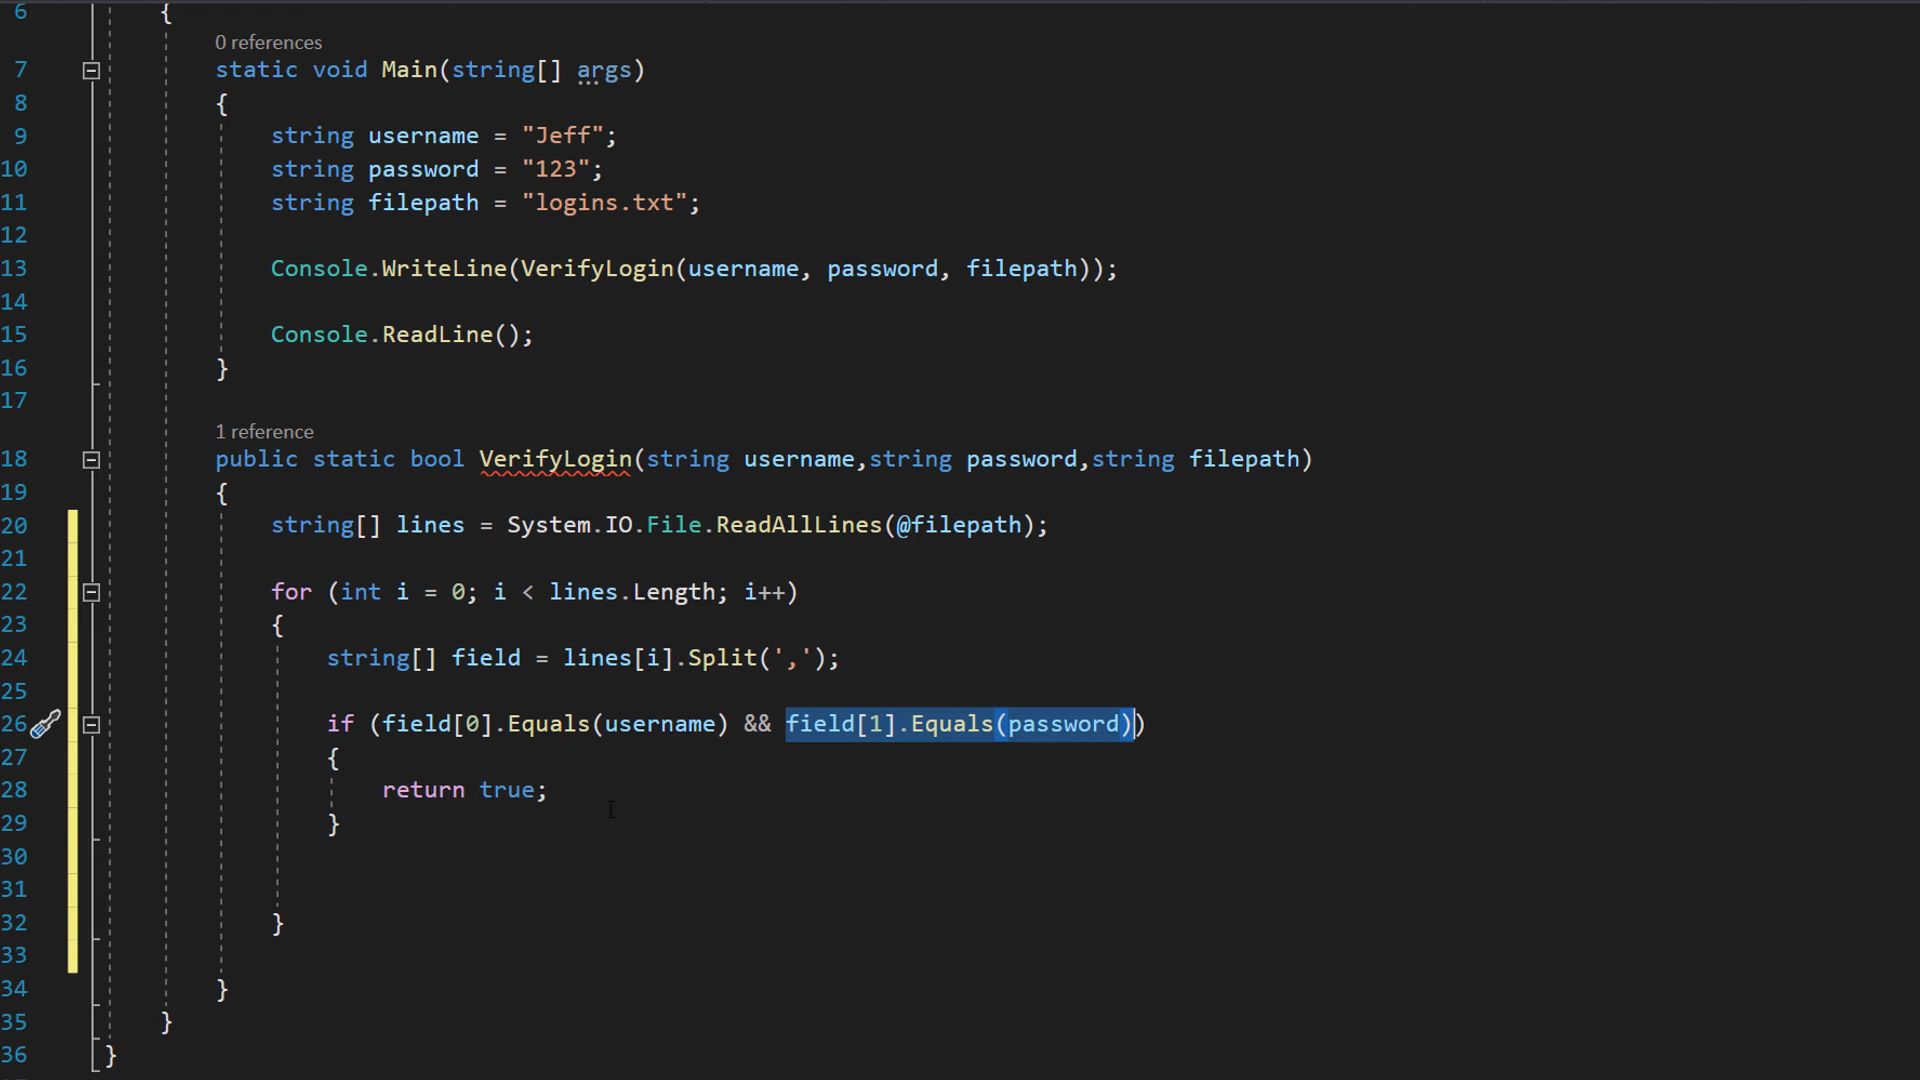 6 {
0 references
7 static void Main(string[] args)
8 {
9 string username = "Jeff";
10 string password = "123";
11 string filepath = "logins.txt";
12
13 Console.WriteLine(VerifyLogin(username, password, filepath));
14
15 Console.ReadLine();
16 }
17
1 reference
18 public static bool VerifyLogin(string username,string password,string filepath)
19 {
20 string[] lines = System.IO.File.ReadAllLines(@filepath);
21
22 for (int i = 0; i < lines.Length; i++)
23 {
24 string[] field = lines[i].Split(',');
25
26 if (field[0].Equals(username) && field[1].Equals(password))
27 {
28 return true;
29 }
30
31
32 }
33
34 }
35 }
36 }